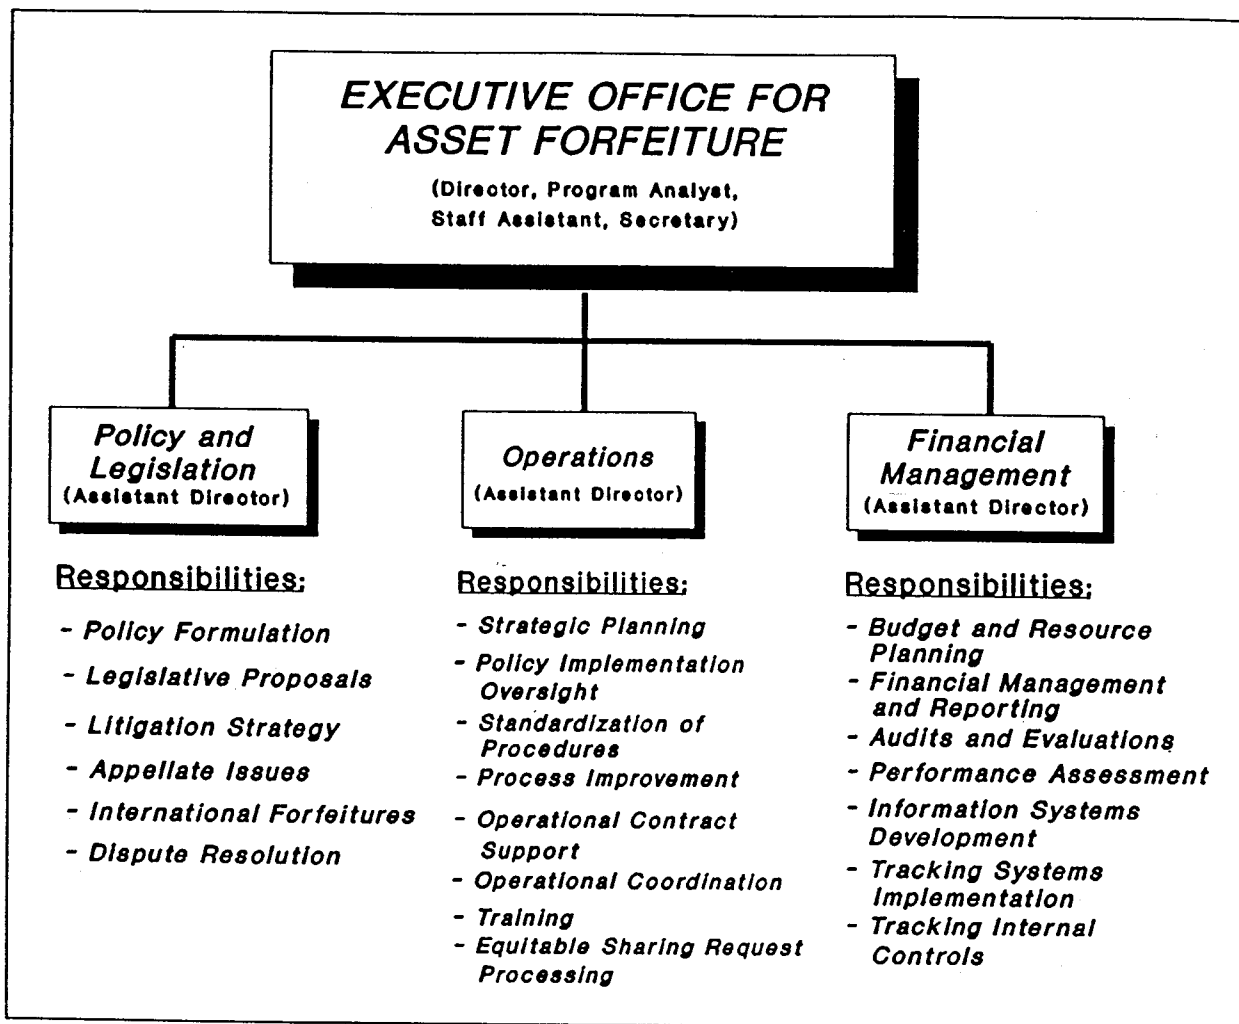 EXECUTIVE OFFICE FOR
ASSET FORFEITURE
(Director, Program Analyst,
Staff Assistant, Secretary)
Policy and
Legislation
(Assistant Director)
Responsibilities:
- Policy Formulation
- Legislative Proposals
- Litigation Strategy
- Appellate Issues
- International Forfeitures
- Dispute Resolution
Operations
(Assistant Director)
Responsibilities:
- Strategic Planning
- Policy Implementation
Oversight
- Standardization of
Procedures
- Process Improvement
- Operational Contract
Support
- Operational Coordination
- Training
- Equitable Sharing Request
Processing
Financial
Management
(Assistant Director)
Responsibilities:
- Budget and Resource
Planning
- Financial Management
and Reporting
- Audits and Evaluations
- Performance Assessment
- Information Systems
Development
- Tracking Systems
Implementation
- Tracking Internal
Controls